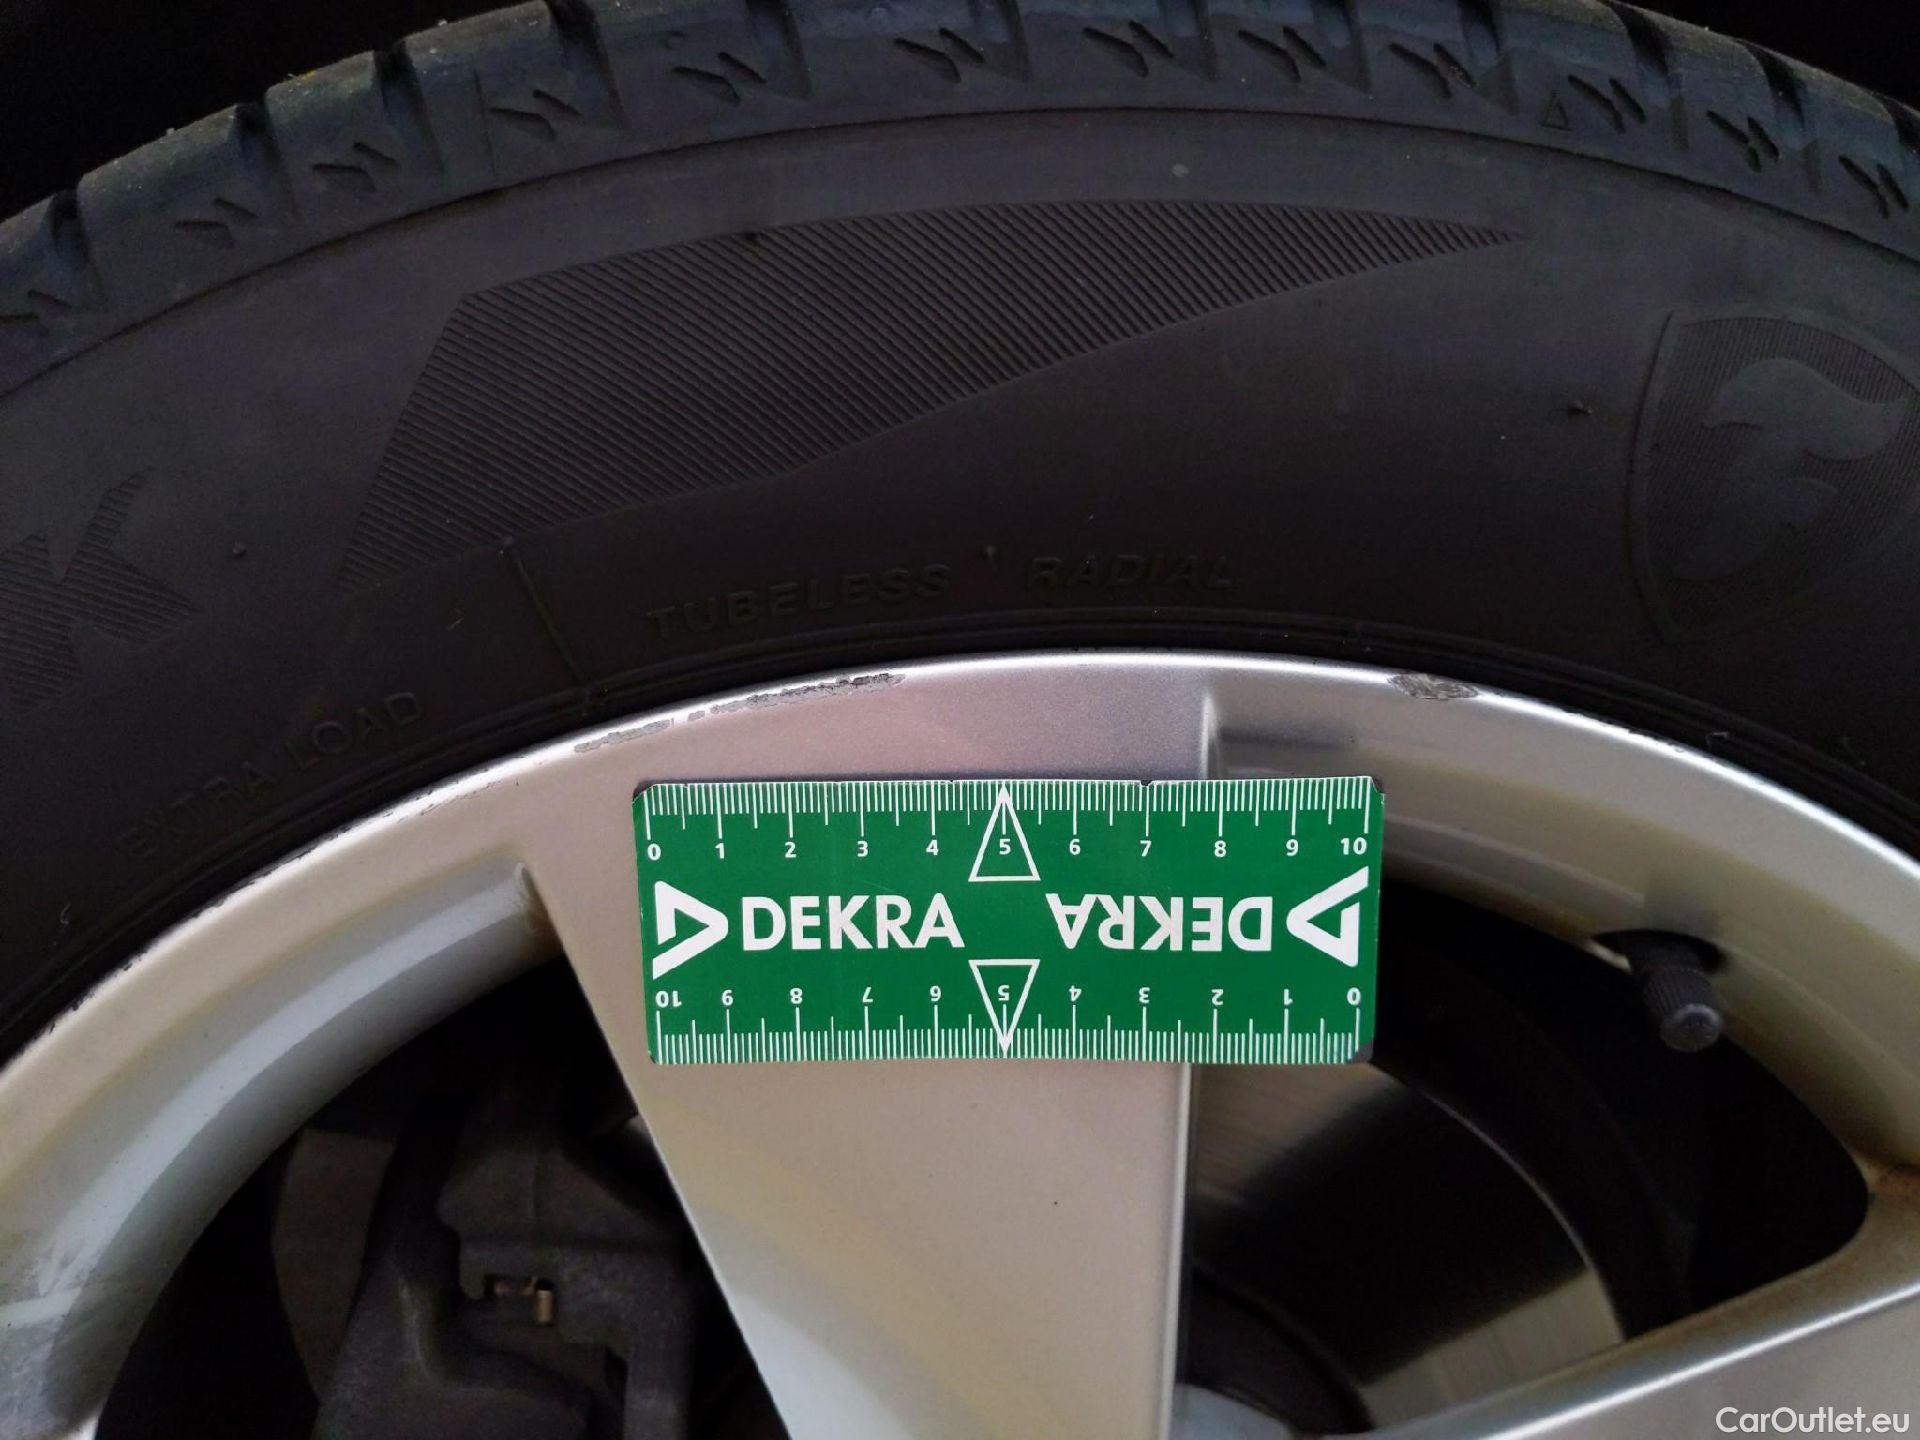 K
EXTRA LOAD
TUBELESS RADIAL
0 1 2 3 4 5 6 7 8 9 10
DEKRA DEKRA
10 9 8 7 6 5 4 3 2 1 0
CarOutlet.eu